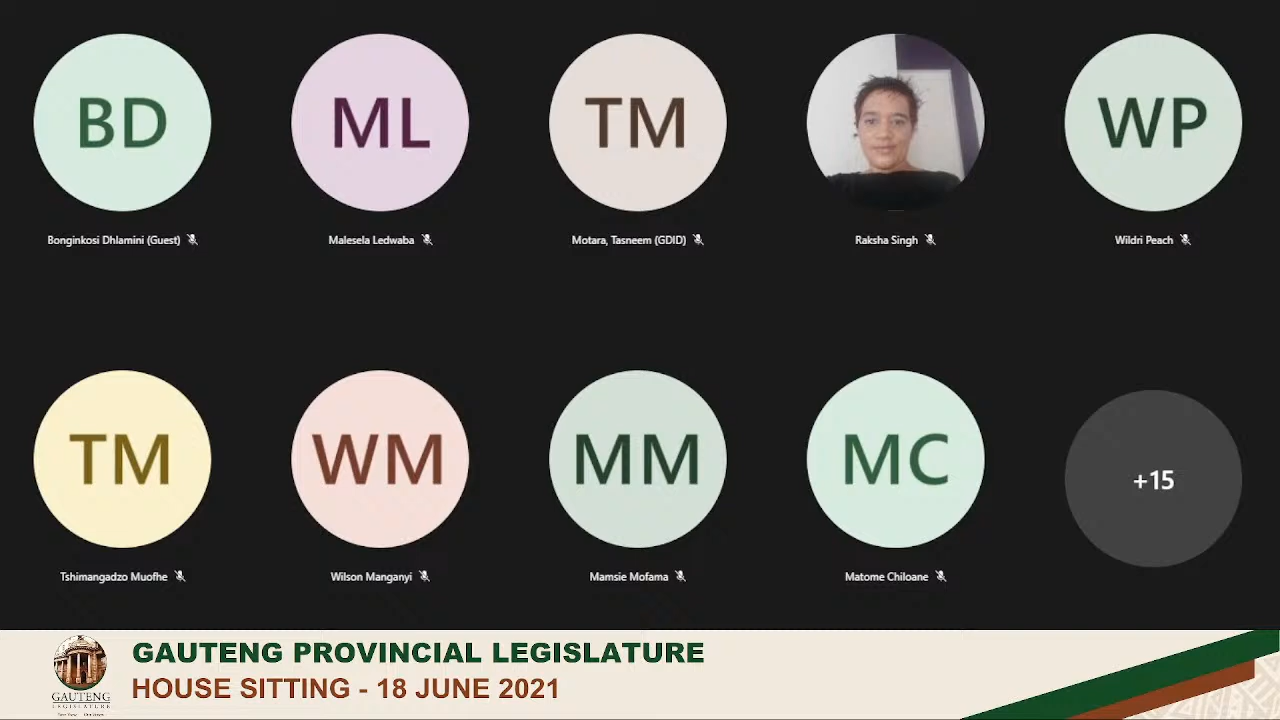 BD
ML
TM
WP
Bonginkosi Dhlamini (Guest)
Malesela Ledwaba
Motara, Tasneem (GDID)
Raksha Singh
Wildri Peach
TM
WM
MM
MC
+15
Tshimangadzo Muofhe
Wilson Manganyi
Mamsie Mofama
Matome Chiloane
GAUTENG PROVINCIAL LEGISLATURE
HOUSE SITTING - 18 JUNE 2021
GAUTENG
LEGISLATURE